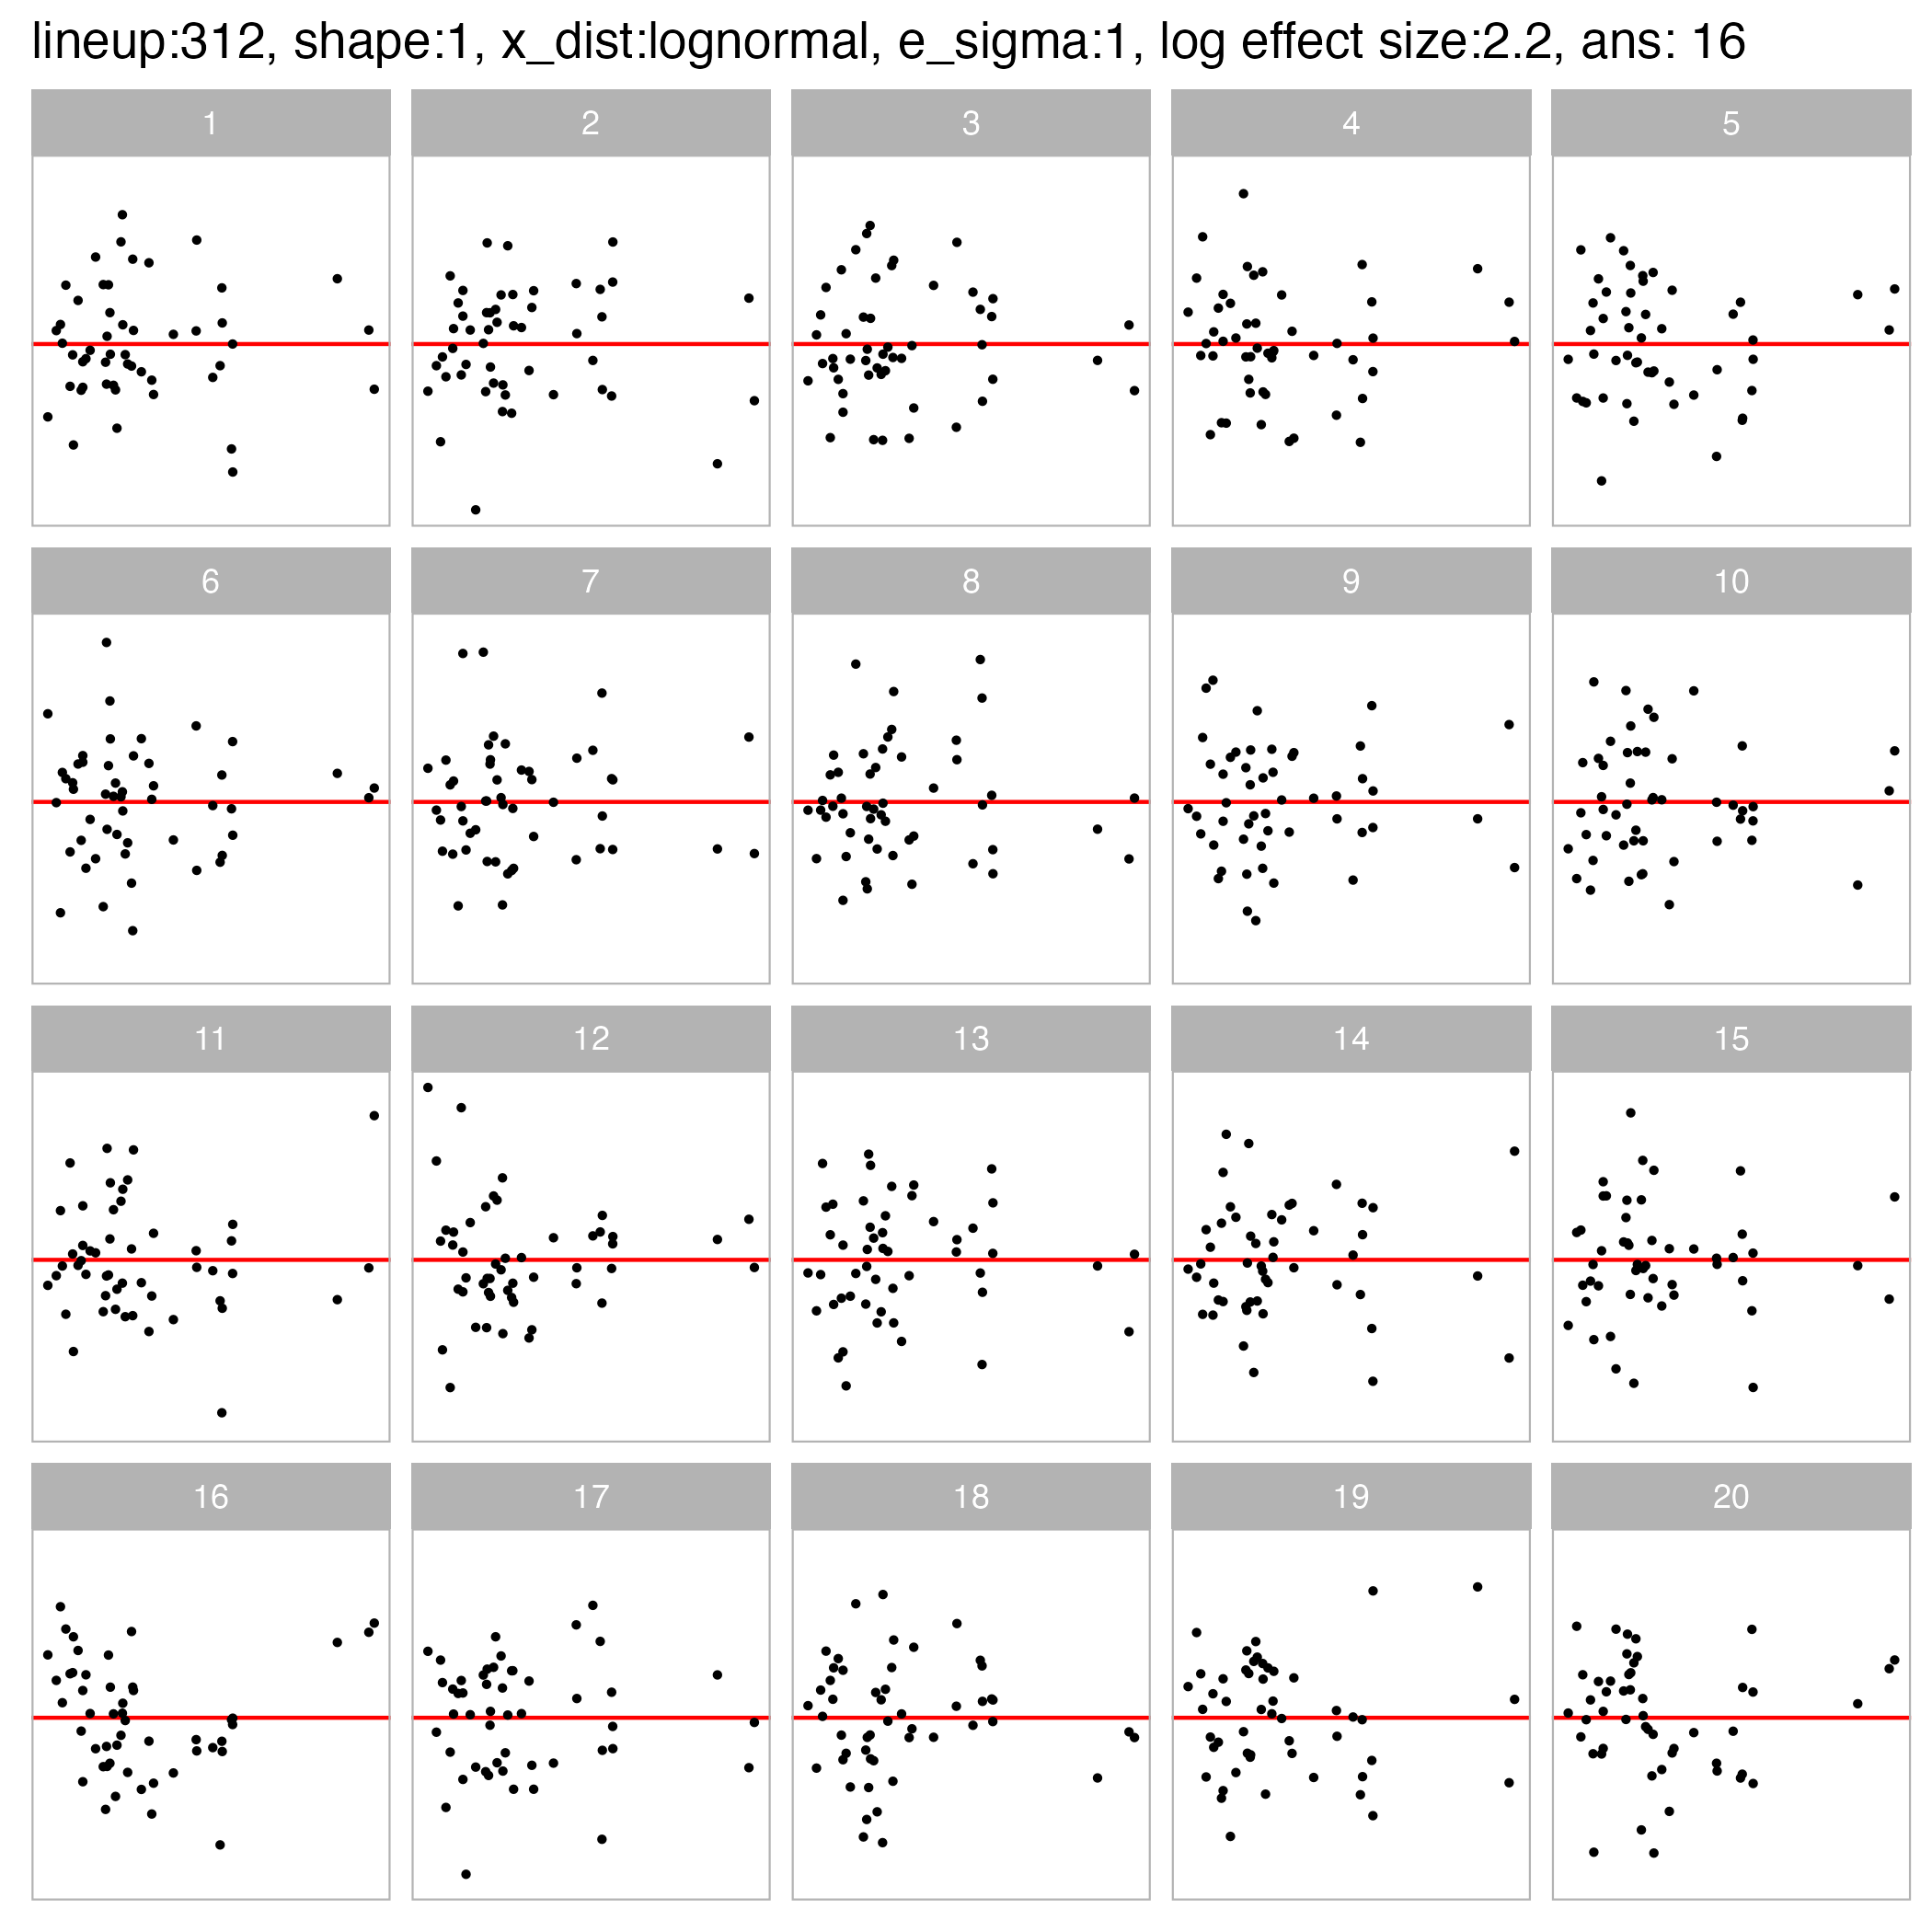 lineup:312, shape:1, x_dist:lognormal, e_sigma:1, log effect size:2.2, ans: 16
1 2 3 4 5
6 7 8 9 10
11 12 13 14 15
16 17 18 19 20